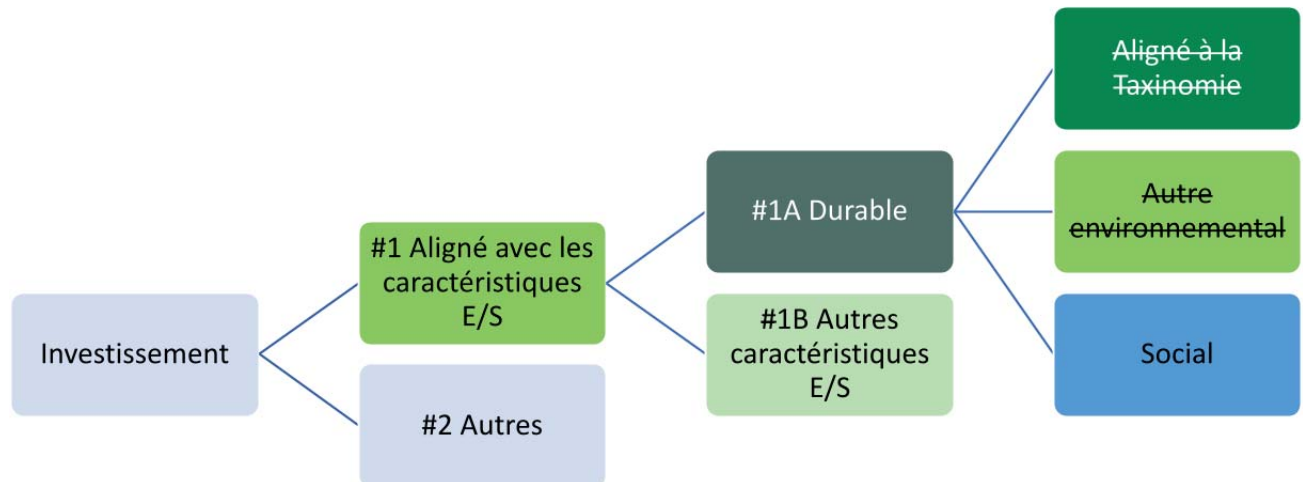 Investissement
#1 Aligné avec les
caractéristiques
E/S
#2 Autres
#1A Durable
#1B Autres
caractéristiques
E/S
Aligné à la
Taxinomie
Autre
environnemental
Social